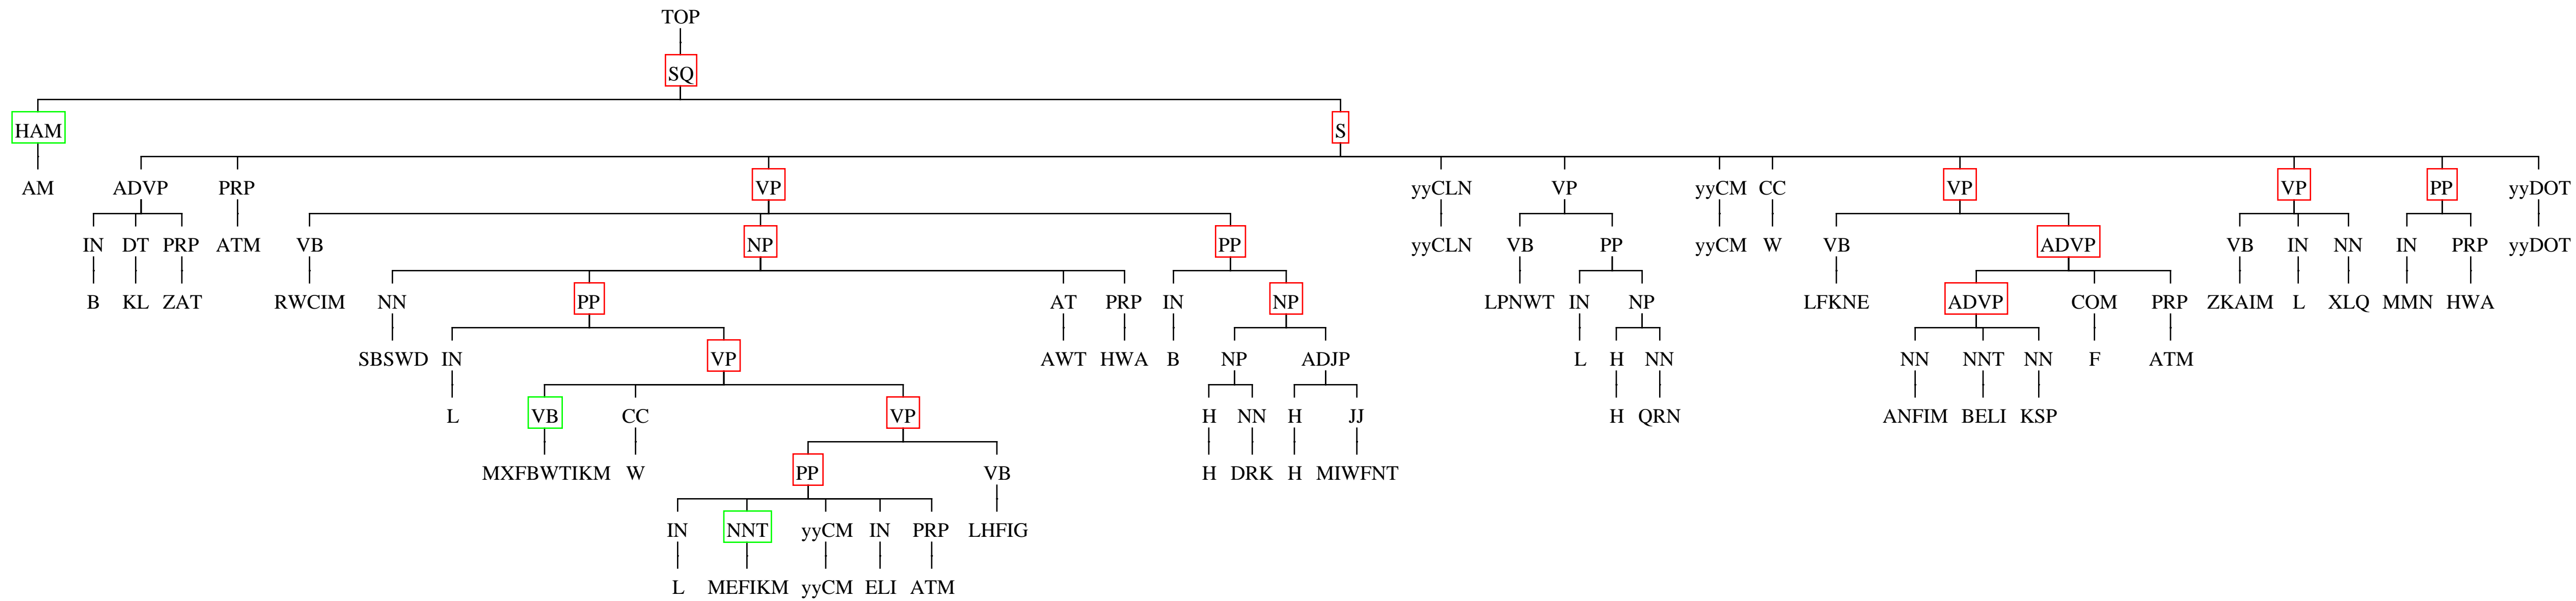 TOP
SQ
HAM S
AM ADVP PRP VP yyCLN VP yyCM CC VP VP PP yyDOT
IN DT PRP ATM VB NP PP yyCLN VB PP yyCM W VB ADVP VB IN NN IN PRP yyDOT
B KL ZAT RWCIM NN PP AT PRP IN NP LPNWT IN NP LFKNE ADVP COM PRP ZKAIM L XLQ MMN HWA
SBSWD IN VP AWT HWA B NP ADJP L H NN NN NNT NN F ATM
L VB CC VP H NN H JJ H QRN ANFIM BELI KSP
MXFBWTIKM W PP VB H DRK H MIWFNT
IN NNT yyCM IN PRP LHFIG
L MEFIKM yyCM ELI ATM